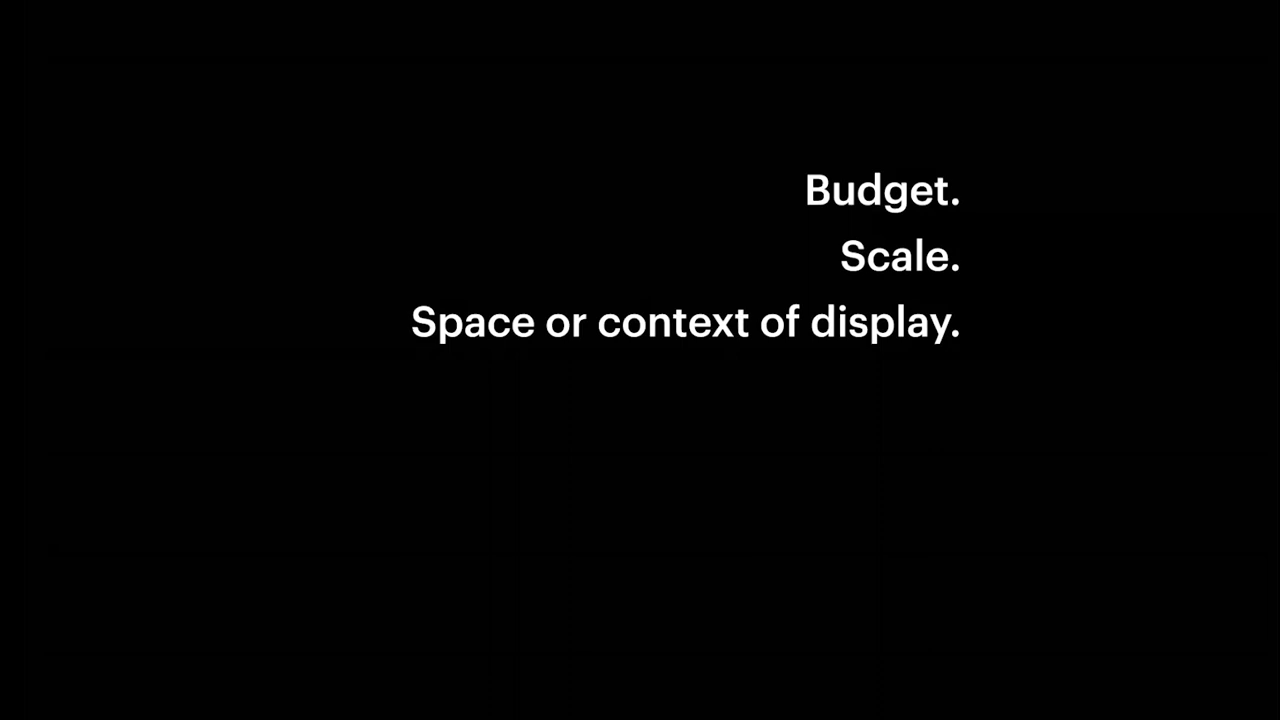 Budget.
Scale.
Space or context of display.